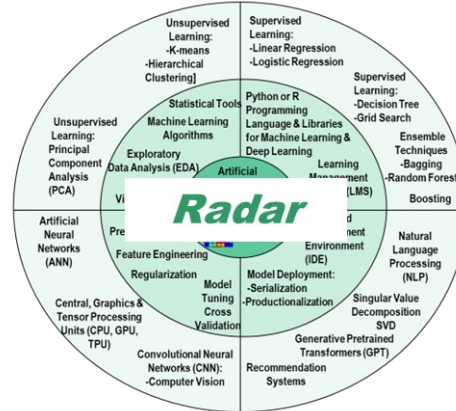 Unsupervised
Learning:
-K-means
-Hierarchical
Clustering]
Supervised
Learning:
-Linear Regression
-Logistic Regression
Supervised
Learning:
-Decision Tree
-Grid Search
Ensemble
Techniques
-Bagging
-Random Forest
Boosting
Unsupervised
Learning:
Principal
Component
Analysis
(PCA)
Statistical Tools
Machine Learning
Algorithms
Exploratory
Data Analysis (EDA)
Python or R
Programming
Language & Libraries
for Machine Learning &
Deep Learning
Learning
Management
(LMS)
Artificial
Radar
Environment
(IDE)
Feature Engineering
Regularization
Model
Tuning
Cross
Validation
Model Deployment:
-Serialization
-Productionalization
Artificial
Neural
Networks
(ANN)
Central, Graphics &
Tensor Processing
Units (CPU, GPU,
TPU)
Convolutional Neural
Networks (CNN):
-Computer Vision
Natural
Language
Processing
(NLP)
Singular Value
Decomposition
SVD
Generative Pretrained
Transformers (GPT)
Recommendation
Systems